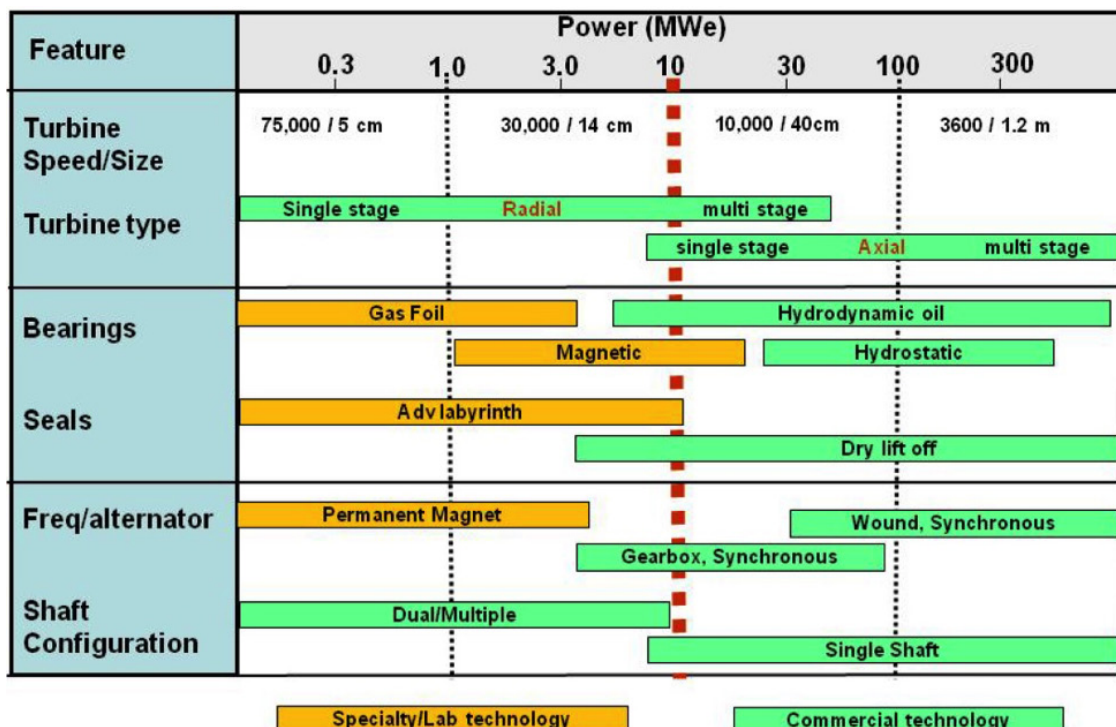 Feature
Power (MWe)
0.3 1.0 3.0 10 30 100 300
Turbine
Speed/Size
75,000 / 5 cm 30,000 / 14 cm 10,000 / 40cm 3600 / 1.2 m
Turbine type
Single stage Radial multi stage
single stage Axial multi stage
Bearings
Gas Foil Hydrodynamic oil
Magnetic Hydrostatic
Seals
Adv labyrinth
Dry lift off
Freq/alternator
Permanent Magnet Wound, Synchronous
Gearbox, Synchronous
Shaft
Configuration
Dual/Multiple
Single Shaft
Specialty/Lab technology Commercial technology